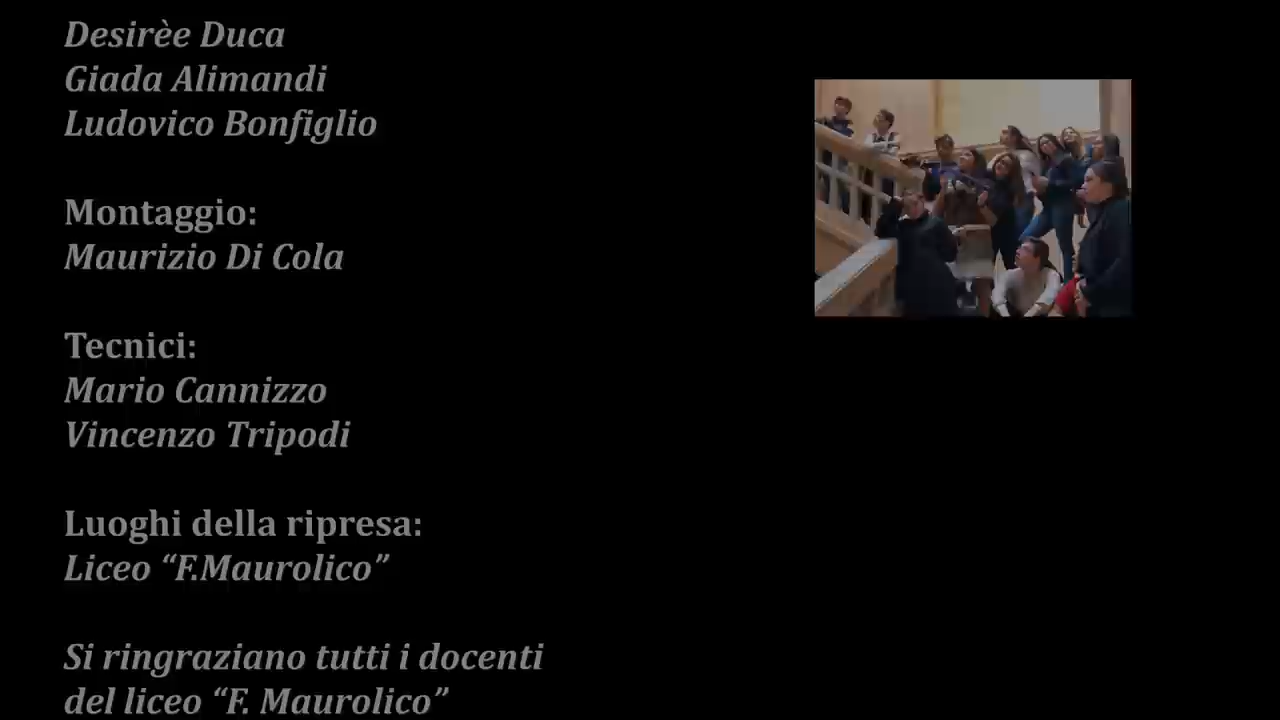 Desirèe Duca
Giada Alimandi
Ludovico Bonfiglio
Montaggio:
Maurizio Di Cola
Tecnici:
Mario Cannizzo
Vincenzo Tripodi
Luoghi della ripresa:
Liceo “F.Maurolico”
Si ringraziano tutti i docenti
del liceo “F. Maurolico”